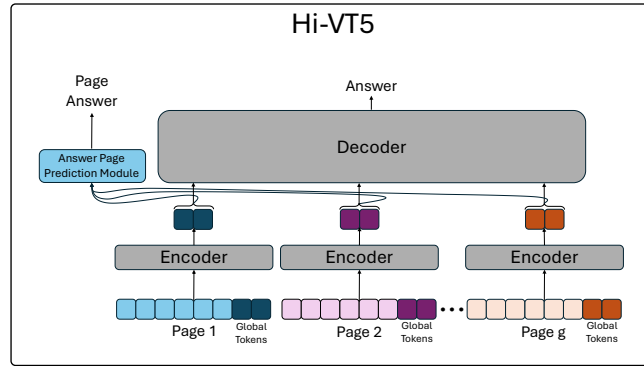 Hi-VT5
Page
Answer
Answer
Answer Page
Prediction Module
Decoder
Encoder
Encoder
Encoder
Page 1
Global
Tokens
Page 2
Global
Tokens
Page g
Global
Tokens